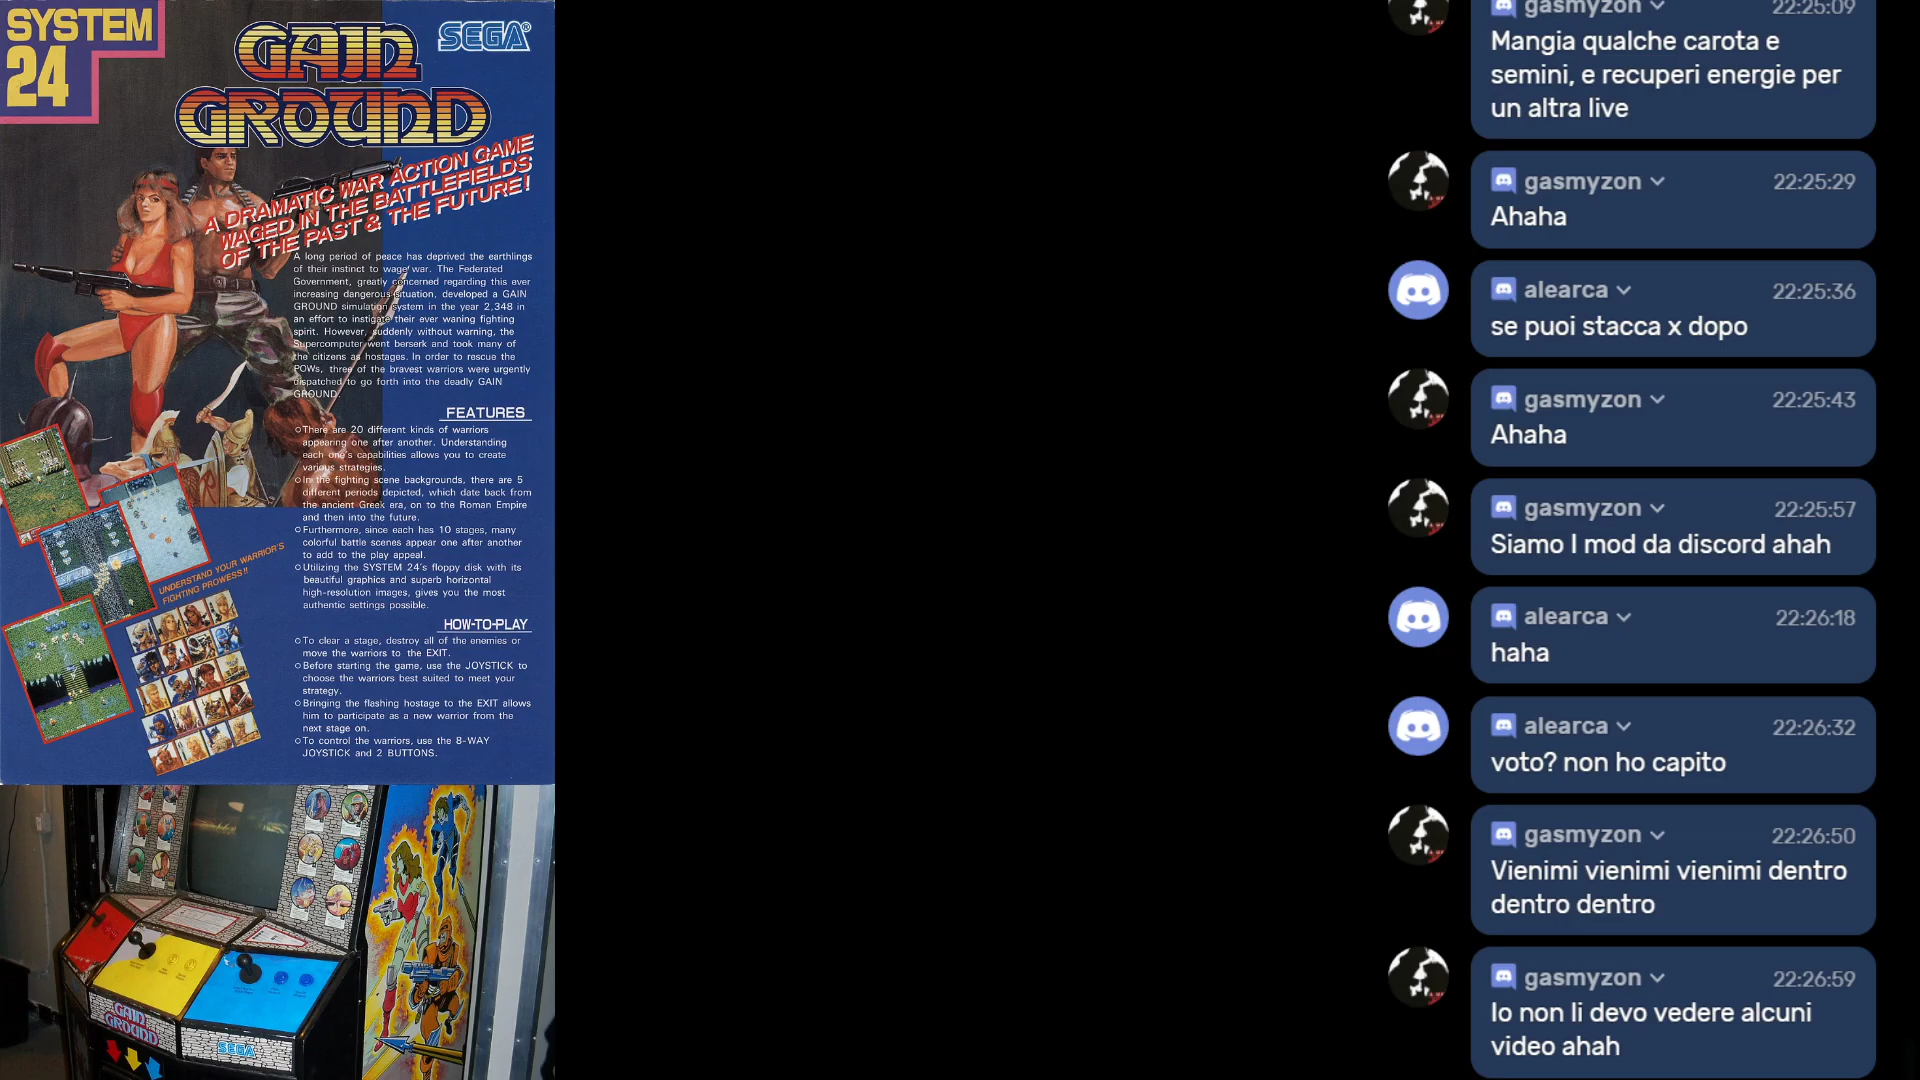 SYSTEM
24
GAIN
GROUND
SEGA®
A DRAMATIC WAR ACTION GAME
WAGED IN THE BATTLEFIELDS
OF THE PAST & THE FUTURE!
A long period of peace has deprived the earthlings
of their instinct to wage war. The Federated
Government, greatly concerned regarding this ever
increasing dangerous situation, developed a GAIN
GROUND simulation system in the year 2,348 in
an effort to instigate their ever waning fighting
spirit. However, suddenly without warning, the
Supercomputer went berserk and took many of
the citizens as hostages. In order to rescue the
POWs, three of the bravest warriors were urgently
dispatched to go forth into the deadly GAIN
GROUND.
FEATURES
There are 20 different kinds of warriors
appearing one after another. Understanding
each one's capabilities allows you to create
various strategies.
In the fighting scene backgrounds, there are 5
different periods depicted, which date back from
the ancient Greek era, on to the Roman Empire
and then into the future.
Furthermore, since each has 10 stages, many
colorful battle scenes appear one after another
to add to the play appeal.
Utilizing the SYSTEM 24's floppy disk with its
beautiful graphics and superb horizontal
high-resolution images, gives you the most
authentic settings possible.
UNDERSTAND YOUR WARRIOR'S
FIGHTING PROWESS!!
HOW-TO-PLAY
To clear a stage, destroy all of the enemies or
move the warriors to the EXIT.
Before starting the game, use the JOYSTICK to
choose the warriors best suited to meet your
strategy.
Bringing the flashing hostage to the EXIT allows
him to participate as a new warrior from the
next stage on.
To control the warriors, use the 8-WAY
JOYSTICK and 2 BUTTONS.
GAIN
GROUND
SEGA
gasmyzon 22:25:09
Mangia qualche carota e
semini, e recuperi energie per
un altra live
gasmyzon 22:25:29
Ahaha
alearca 22:25:36
se puoi stacca x dopo
gasmyzon 22:25:43
Ahaha
gasmyzon 22:25:57
Siamo I mod da discord ahah
alearca 22:26:18
haha
alearca 22:26:32
voto? non ho capito
gasmyzon 22:26:50
Vienimi vienimi vienimi dentro
dentro dentro
gasmyzon 22:26:59
Io non li devo vedere alcuni
video ahah